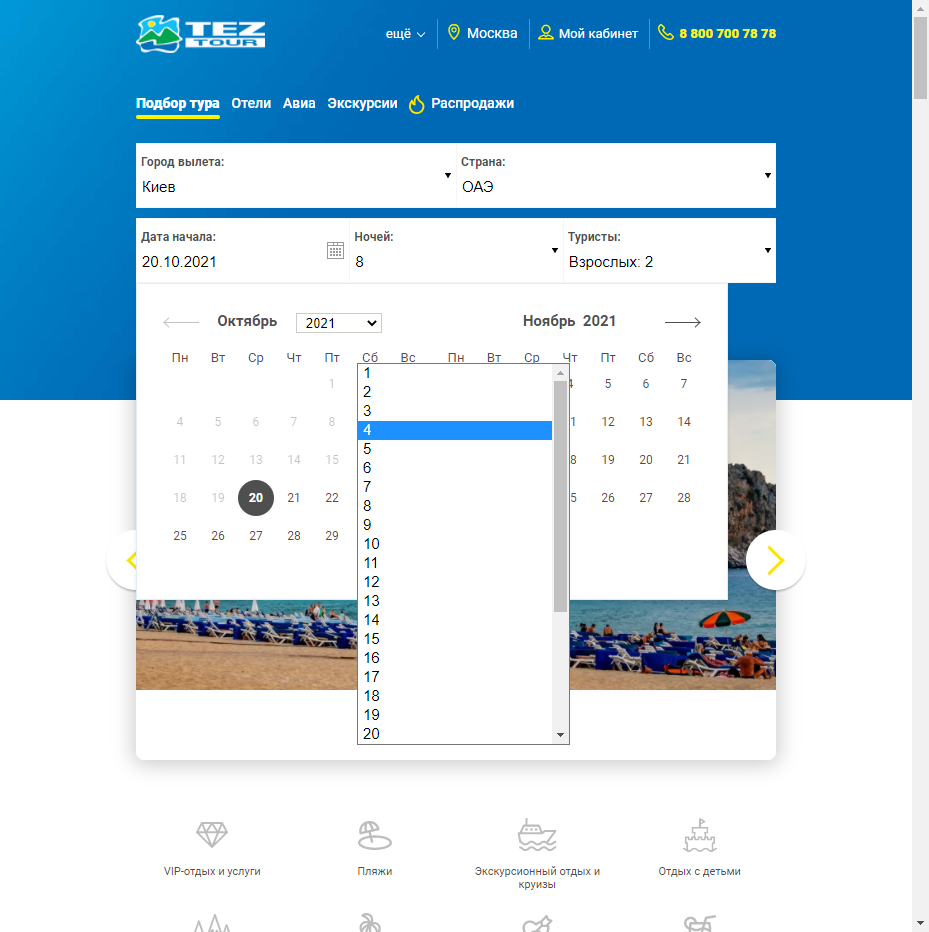 TEZ TOUR
ещё Москва Мой кабинет 8 800 700 78 78
Подбор тура Отели Авиа Экскурсии Распродажи
Город вылета: Страна:
Киев ОАЭ
Дата начала: Ночей: Туристы:
20.10.2021 8 Взрослых: 2
Октябрь 2021 Ноябрь 2021
Пн Вт Ср Чт Пт Сб Вс Пн Вт Ср Чт Пт Сб Вс
1 4 5 6 7
4 5 6 7 8 12 13 14
11 12 13 14 15 19 20 21
18 19 20 21 22 26 27 28
25 26 27 28 29
1
2
3
4
5
6
7
8
9
10
11
12
13
14
15
16
17
18
19
20
VIP-отдых и услуги Пляжи Экскурсионный отдых и круизы Отдых с детьми